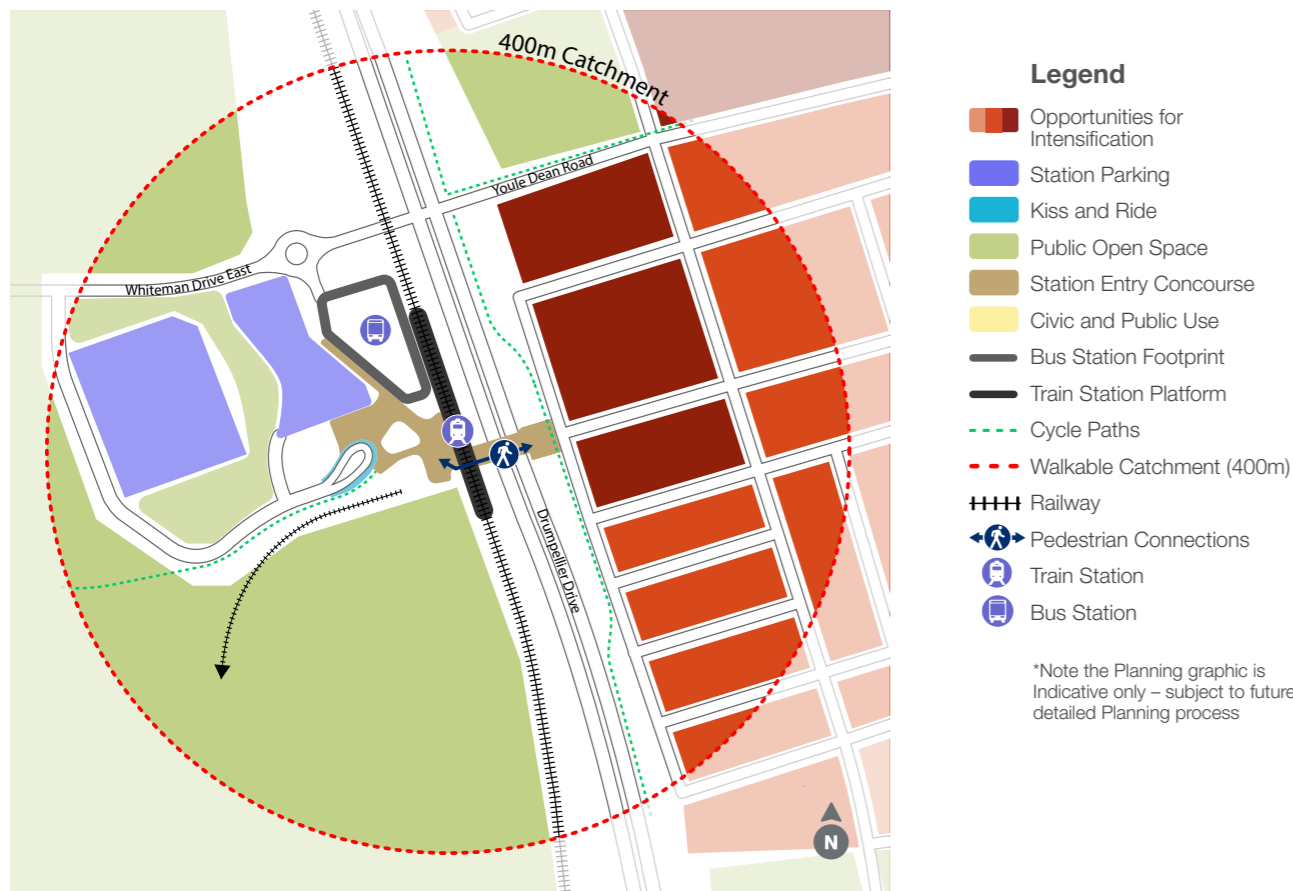 400m Catchment
Youle Dean Road
Whiteman Drive East
Drumpellier Drive
N
Legend
Opportunities for
Intensification
Station Parking
Kiss and Ride
Public Open Space
Station Entry Concourse
Civic and Public Use
Bus Station Footprint
Train Station Platform
Cycle Paths
Walkable Catchment (400m)
Railway
Pedestrian Connections
Train Station
Bus Station
*Note the Planning graphic is
Indicative only – subject to future
detailed Planning process